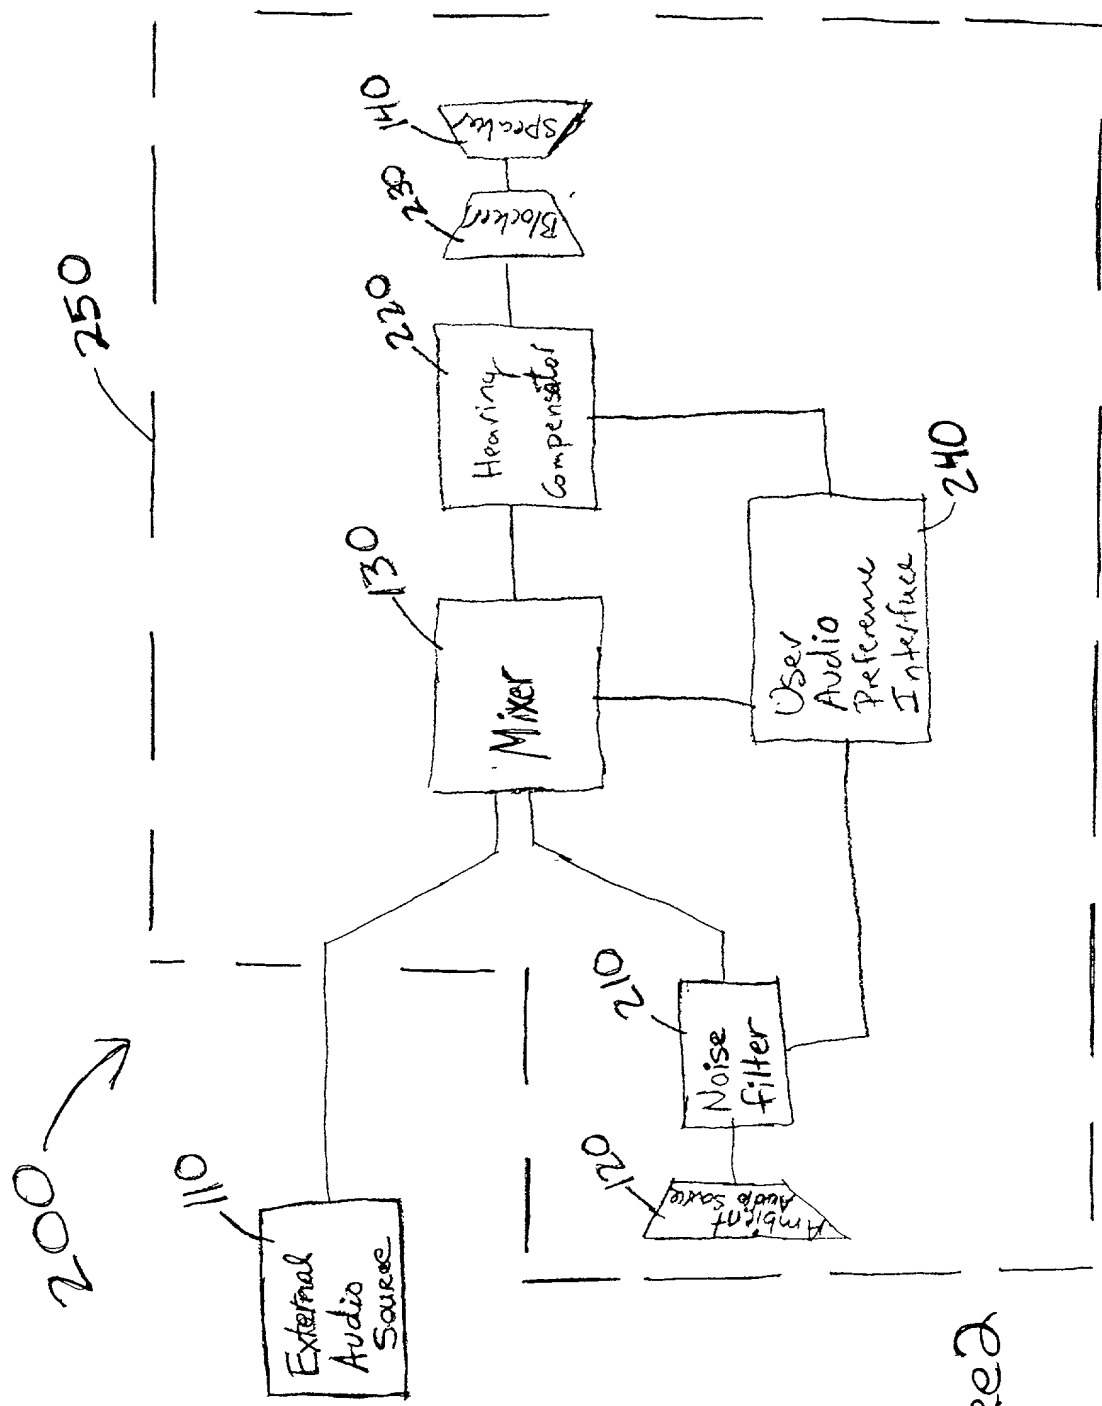 200
250
110
External
Audio
Source
120
Ambient
Audio Source
210
Noise
filter
130
Mixer
220
Hearing
Compensator
230
Blocker
140
Speaker
User
Audio
Preference
Interface
240